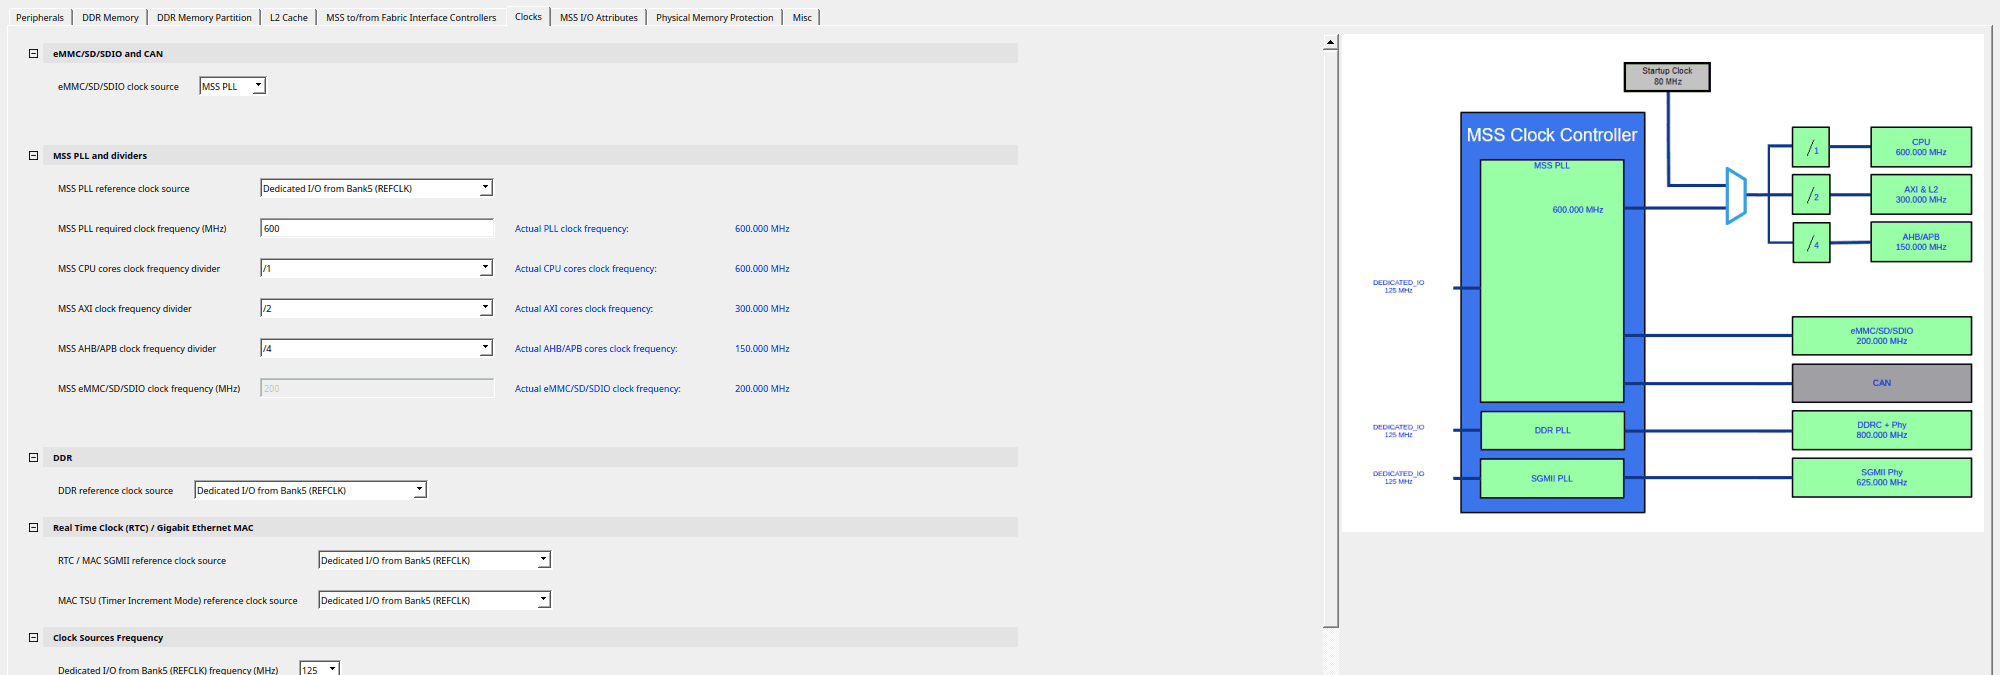 Peripherals DDR Memory DDR Memory Partition L2 Cache MSS to/from Fabric Interface Controllers Clocks MSS I/O Attributes Physical Memory Protection Misc
eMMC/SD/SDIO and CAN
eMMC/SD/SDIO clock source MSS PLL
MSS PLL and dividers
MSS PLL reference clock source Dedicated I/O from Bank5 (REFCLK)
MSS PLL required clock frequency (MHz) 600 Actual PLL clock frequency: 600.000 MHz
MSS CPU cores clock frequency divider /1 Actual CPU cores clock frequency: 600.000 MHz
MSS AXI clock frequency divider /2 Actual AXI cores clock frequency: 300.000 MHz
MSS AHB/APB clock frequency divider /4 Actual AHB/APB cores clock frequency: 150.000 MHz
MSS eMMC/SD/SDIO clock frequency (MHz) 200 Actual eMMC/SD/SDIO clock frequency: 200.000 MHz
DDR
DDR reference clock source Dedicated I/O from Bank5 (REFCLK)
Real Time Clock (RTC) / Gigabit Ethernet MAC
RTC / MAC SGMII reference clock source Dedicated I/O from Bank5 (REFCLK)
MAC TSU (Timer Increment Mode) reference clock source Dedicated I/O from Bank5 (REFCLK)
Clock Sources Frequency
Dedicated I/O from Bank5 (REFCLK) frequency (MHz) 125
Startup Clock
80 MHz
MSS Clock Controller
MSS PLL
600.000 MHz
/1
CPU
600.000 MHz
/2
AXI & L2
300.000 MHz
/4
AHB/APB
150.000 MHz
DEDICATED_IO
125 MHz
eMMC/SD/SDIO
200.000 MHz
CAN
DEDICATED_IO
125 MHz
DDR PLL
DDRC + Phy
800.000 MHz
DEDICATED_IO
125 MHz
SGMII PLL
SGMII Phy
625.000 MHz